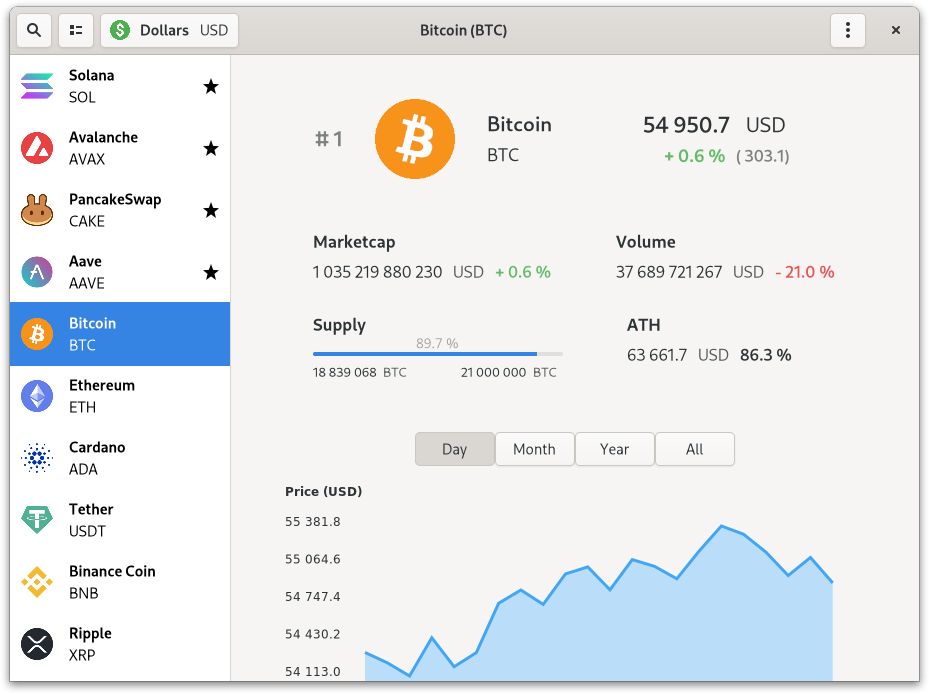 Dollars USD
Bitcoin (BTC)
Solana
SOL
Avalanche
AVAX
PancakeSwap
CAKE
Aave
AAVE
Bitcoin
BTC
Ethereum
ETH
Cardano
ADA
Tether
USDT
Binance Coin
BNB
Ripple
XRP
#1
Bitcoin
BTC
54 950.7 USD
+ 0.6 % ( 303.1)
Marketcap
1 035 219 880 230 USD + 0.6 %
Volume
37 689 721 267 USD - 21.0 %
Supply
89.7 %
18 839 068 BTC
21 000 000 BTC
ATH
63 661.7 USD 86.3 %
Day Month Year All
Price (USD)
55 381.8
55 064.6
54 747.4
54 430.2
54 113.0